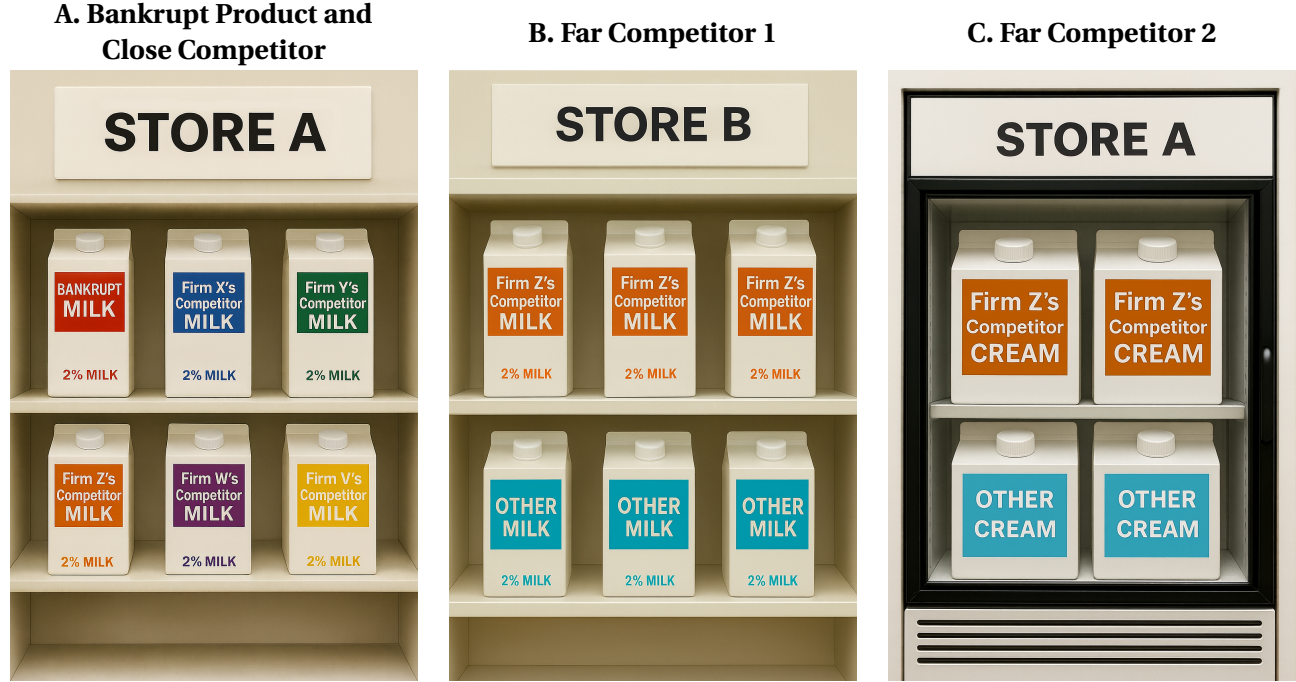 A. Bankrupt Product and
Close Competitor
STORE A
BANKRUPT
MILK
2% MILK
Firm X's
Competitor
MILK
2% MILK
Firm Y's
Competitor
MILK
2% MILK
Firm Z's
Competitor
MILK
2% MILK
Firm W's
Competitor
MILK
2% MILK
Firm V's
Competitor
MILK
2% MILK
B. Far Competitor 1
STORE B
Firm Z's
Competitor
MILK
2% MILK
Firm Z's
Competitor
MILK
2% MILK
Firm Z's
Competitor
MILK
2% MILK
OTHER
MILK
2% MILK
OTHER
MILK
2% MILK
OTHER
MILK
2% MILK
C. Far Competitor 2
STORE A
Firm Z's
Competitor
CREAM
Firm Z's
Competitor
CREAM
OTHER
CREAM
OTHER
CREAM